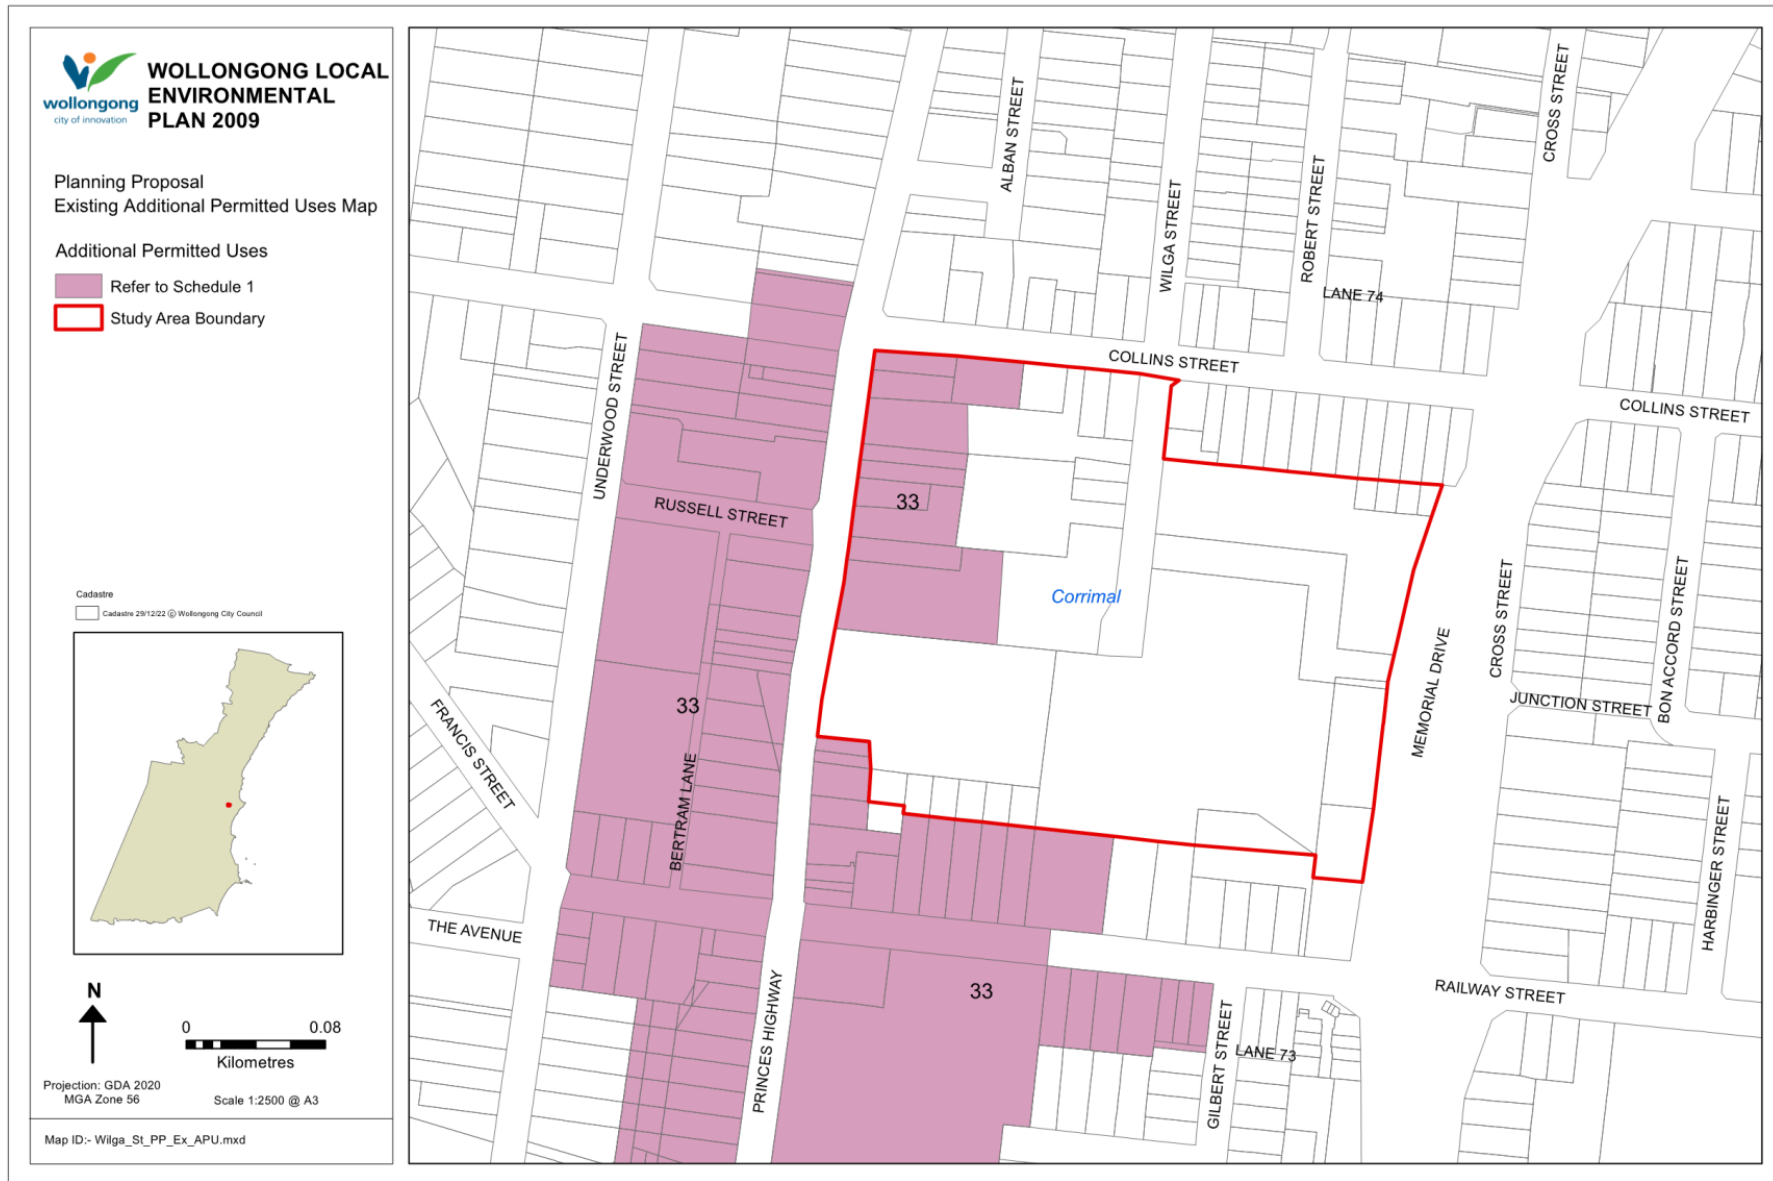 wollongong
city of innovation
WOLLONGONG LOCAL
ENVIRONMENTAL
PLAN 2009
Planning Proposal
Existing Additional Permitted Uses Map
Additional Permitted Uses
Refer to Schedule 1
Study Area Boundary
Cadastre
Cadastre 29/12/22 © Wollongong City Council
N
0 0.08
Kilometres
Projection: GDA 2020
MGA Zone 56
Scale 1:2500 @ A3
Map ID:- Wilga_St_PP_Ex_APU.mxd
ALBAN STREET
WILGA STREET
ROBERT STREET
CROSS STREET
LANE 74
COLLINS STREET
COLLINS STREET
UNDERWOOD STREET
RUSSELL STREET
33
Corrimal
CROSS STREET
BON ACCORD STREET
MEMORIAL DRIVE
JUNCTION STREET
33
FRANCIS STREET
BERTRAM LANE
HARBINGER STREET
THE AVENUE
PRINCES HIGHWAY
33
RAILWAY STREET
GILBERT STREET
LANE 73